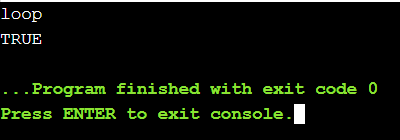 loop
TRUE
...Program finished with exit code 0
Press ENTER to exit console.